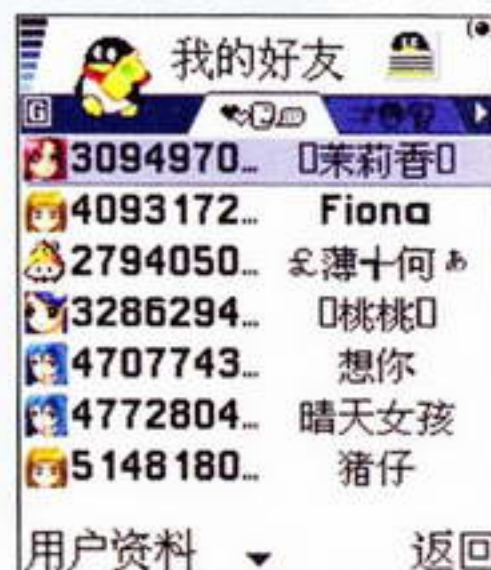 我的好友
G
3094970… ▯茉莉香▯
4093172… Fiona
2794050… £薄十何ぁ
3286294… ▯桃桃▯
4707743… 想你
4772804… 晴天女孩
5148180… 猪仔
用户资料 返回